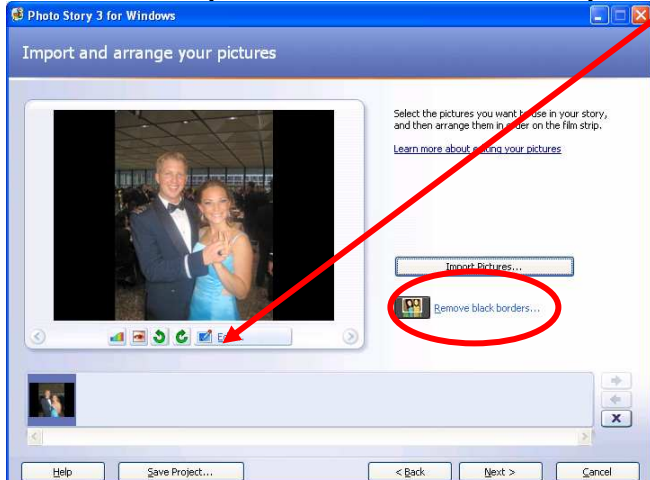 Photo Story 3 for Windows
Import and arrange your pictures
Select the pictures you want to use in your story,
and then arrange them in order on the film strip.
Learn more about editing your pictures
Import Pictures...
Remove black borders...
Help
Save Project...
< Back
Next >
Cancel